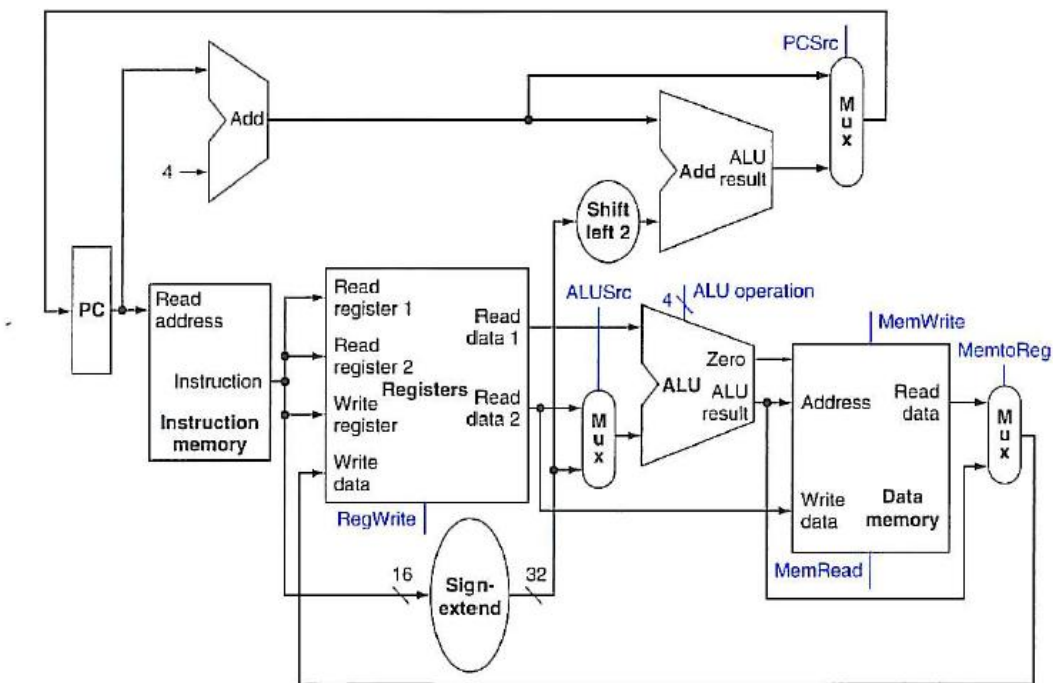 PCSrc
M
u
x
Add
4
Add
ALU
result
Shift
left 2
PC
Read
address
Instruction
Instruction
memory
Read
register 1
Read
register 2
Write
register
Write
data
Registers
Read
data 1
Read
data 2
RegWrite
ALUSrc
M
u
x
4
ALU operation
Zero
ALU
ALU
result
MemWrite
Address
Read
data
Write
data
Data
memory
MemRead
MemtoReg
M
u
x
16
Sign-
extend
32